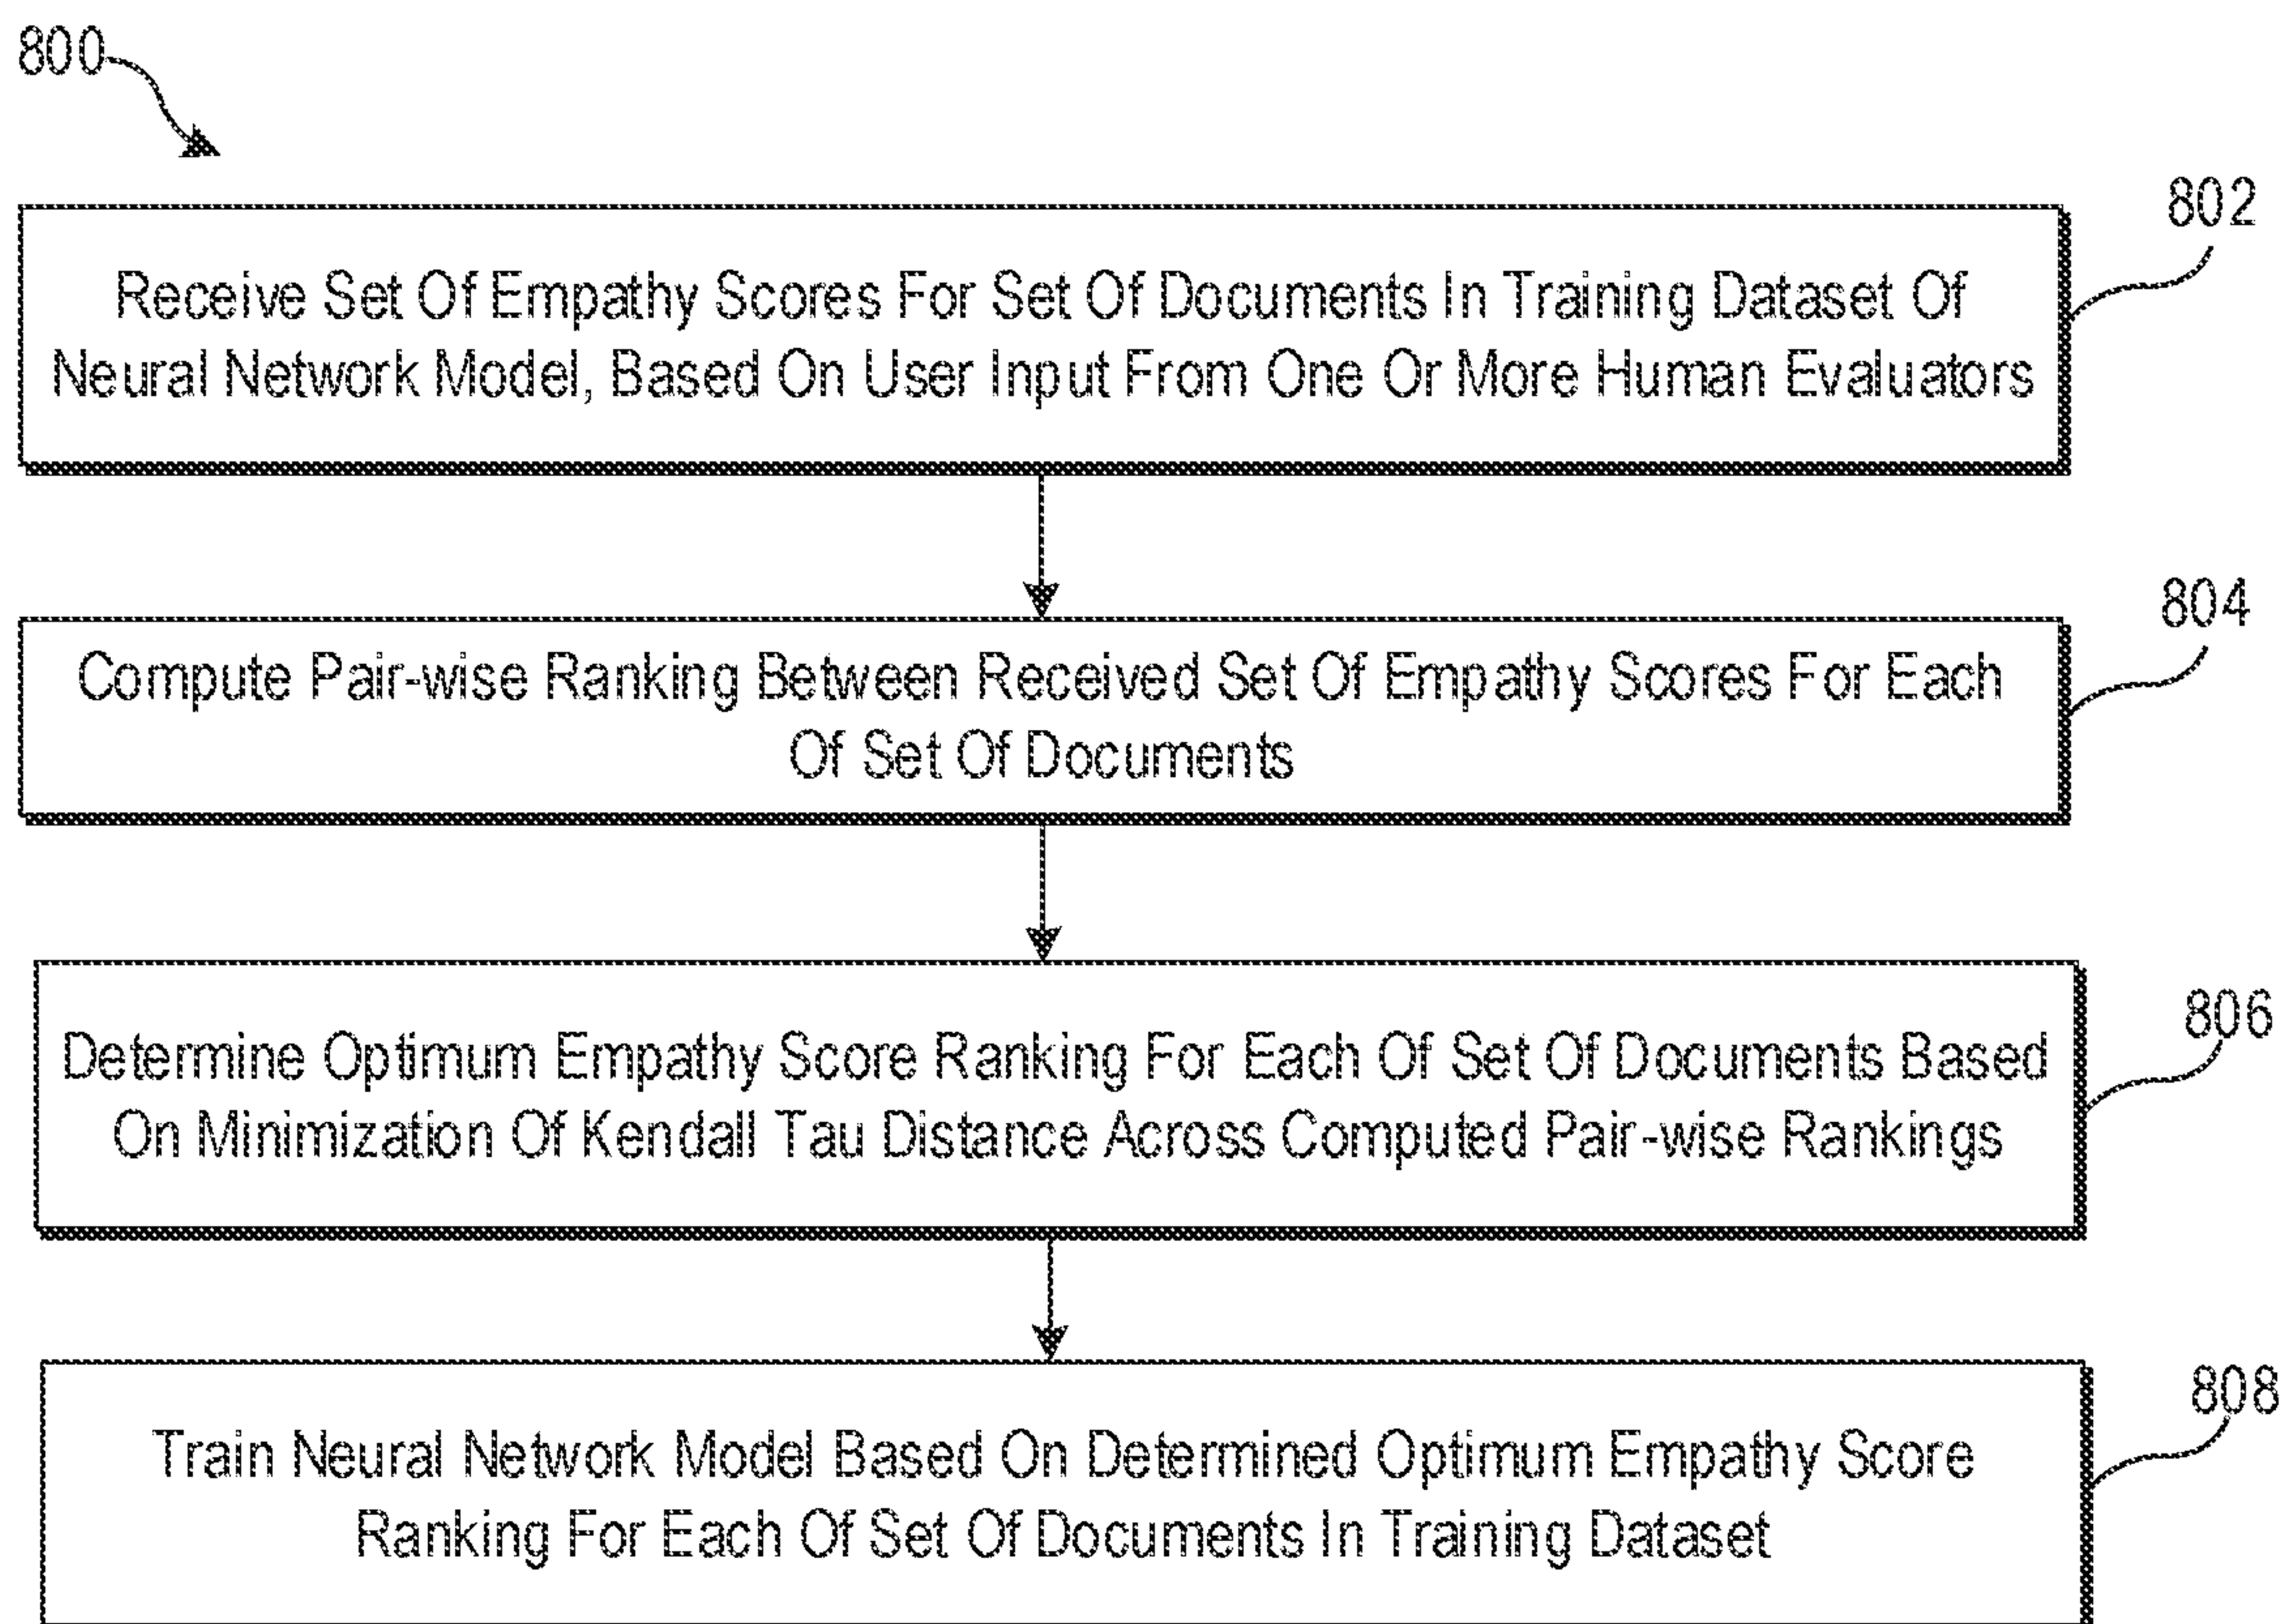 800
802
Receive Set Of Empathy Scores For Set Of Documents In Training Dataset Of
Neural Network Model, Based On User Input From One Or More Human Evaluators
804
Compute Pair-wise Ranking Between Received Set Of Empathy Scores For Each
Of Set Of Documents
806
Determine Optimum Empathy Score Ranking For Each Of Set Of Documents Based
On Minimization Of Kendall Tau Distance Across Computed Pair-wise Rankings
808
Train Neural Network Model Based On Determined Optimum Empathy Score
Ranking For Each Of Set Of Documents In Training Dataset